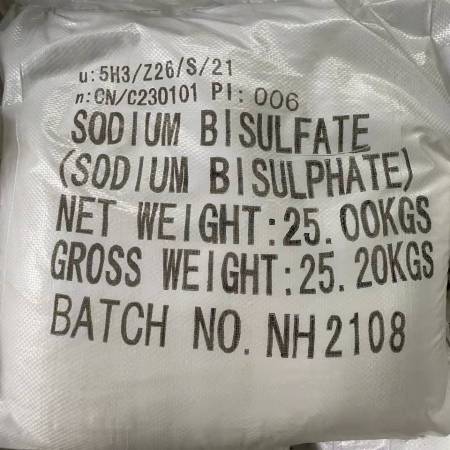 u:5H3/Z26/S/21
n:CN/C230101 PI:006
SODIUM BISULFATE
(SODIUM BISULPHATE)
NET WEIGHT:25.00KGS
GROSS WEIGHT:25.20KGS
BATCH NO.NH2108